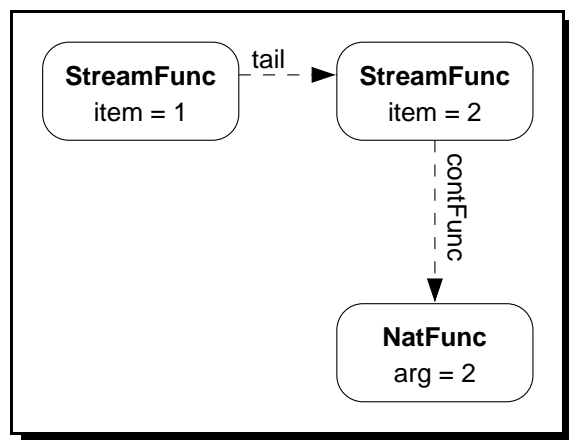 StreamFunc
item = 1
tail
StreamFunc
item = 2
contFunc
NatFunc
arg = 2